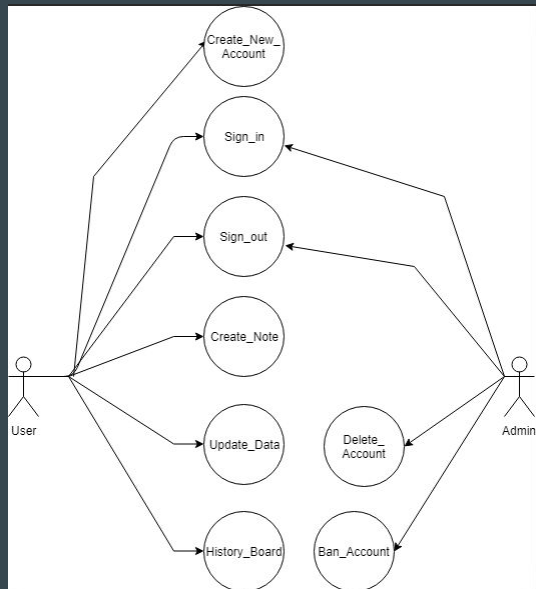 Create_New_
Account
Sign_in
Sign_out
Create_Note
User
Admin
Update_Data
Delete_
Account
History_Board
Ban_Account